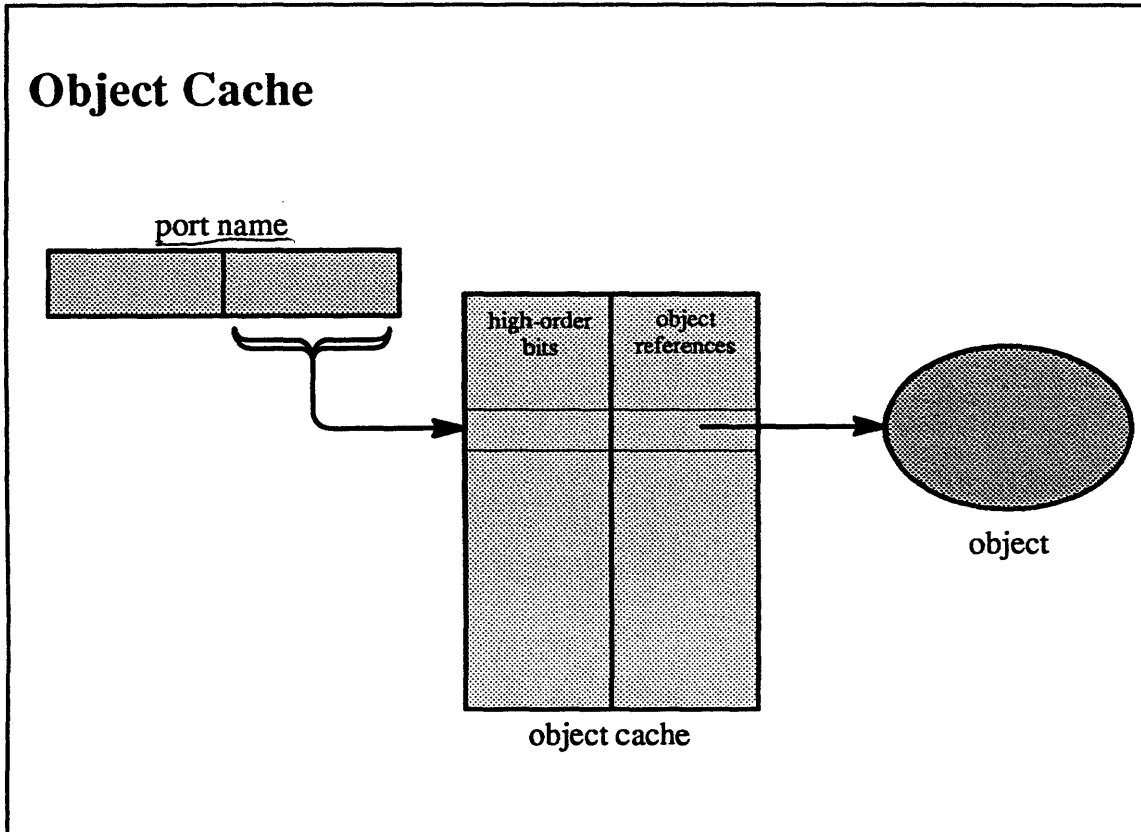 Object Cache
port name
high-order
bits
object
references
object
object cache